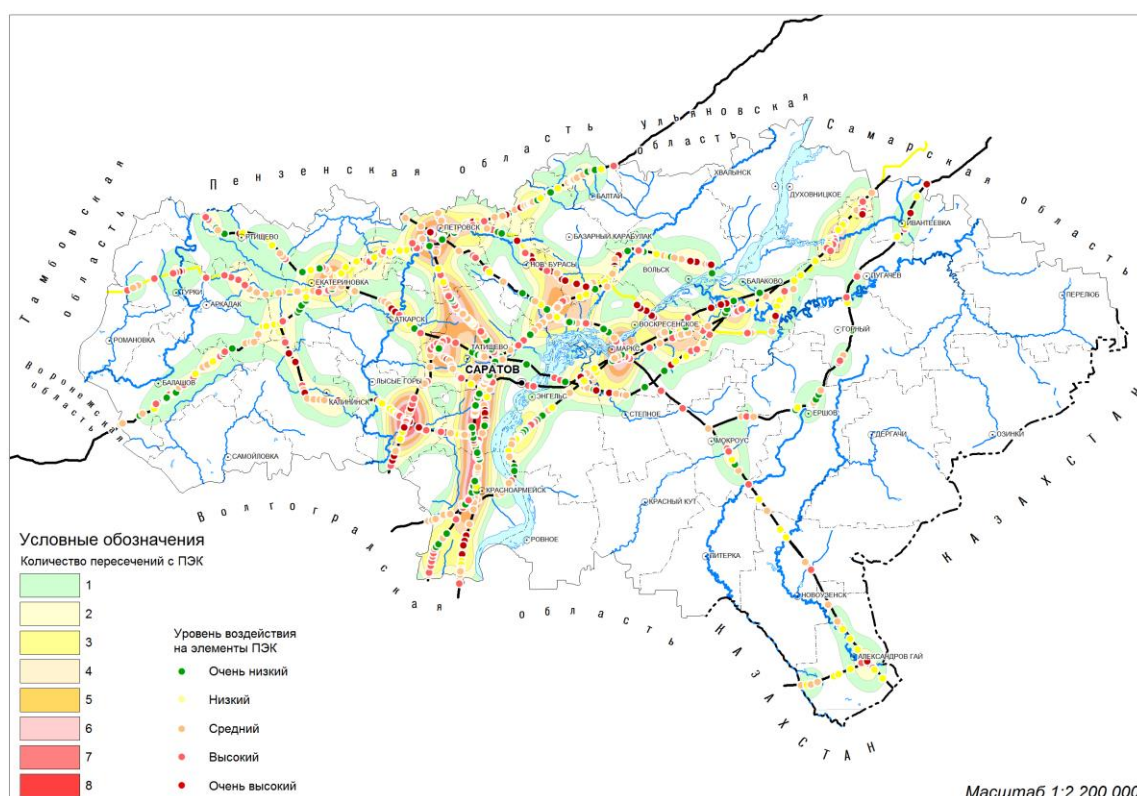 Ульяновская
область
Самарская
область
Пензенская область
Тамбовская
область
Воронежская
область
Волгоградская область
КАЗАХСТАН
КАЗАХСТАН
ХВАЛЫНСК
ДУХОВНИЦКОЕ
БАЛТАЙ
ИВАНТЕЕВКА
ПЕТРОВСК
РТИЩЕВО
БАЗАРНЫЙ КАРАБУЛАК
НОВ. БУРАСЫ
ВОЛЬСК
БАЛАКОВО
ПУГАЧЕВ
ПЕРЕЛЮБ
ЕКАТЕРИНОВКА
ТУРКИ
АРКАДАК
АТКАРСК
ВОСКРЕСЕНСКОЕ
ГОРНЫЙ
РОМАНОВКА
ТАТИЩЕВО
МАРКС
САРАТОВ
БАЛАШОВ
ЛЫСЫЕ ГОРЫ
ЭНГЕЛЬС
КАЛИНИНСК
СТЕПНОЕ
ЕРШОВ
МОКРОУС
ДЕРГАЧИ
ОЗИНКИ
САМОЙЛОВКА
КРАСНОАРМЕЙСК
КРАСНЫЙ КУТ
РОВНОЕ
ПИТЕРКА
НОВОУЗЕНСК
АЛЕКСАНДРОВ ГАЙ
Условные обозначения
Количество пересечений с ПЭК
1
2
3
4
5
6
7
8
Уровень воздействия
на элементы ПЭК
Очень низкий
Низкий
Средний
Высокий
Очень высокий
Масштаб 1:2 200 000